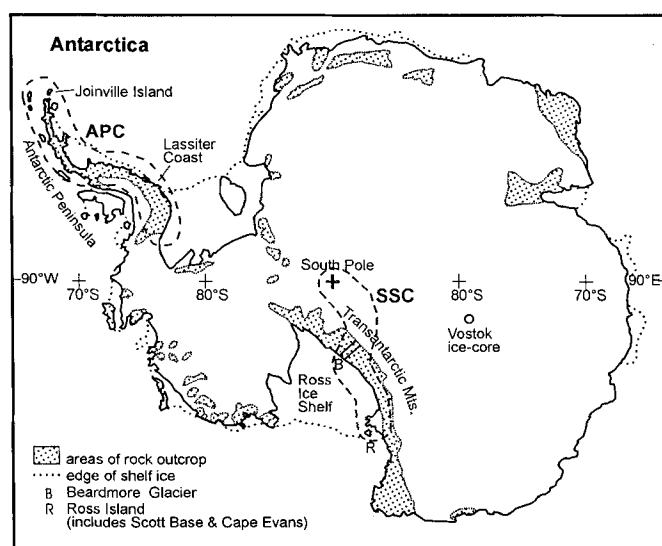 Antarctica
Joinville Island
APC
Lassiter
Coast
Antarctic Peninsula
South Pole
90°W
70°S
80°S
SSC
80°S
70°S
90°E
Vostok
ice-core
Transantarctic Mts.
B
Ross
Ice
Shelf
R
areas of rock outcrop
edge of shelf ice
B Beardmore Glacier
R Ross Island
(includes Scott Base & Cape Evans)